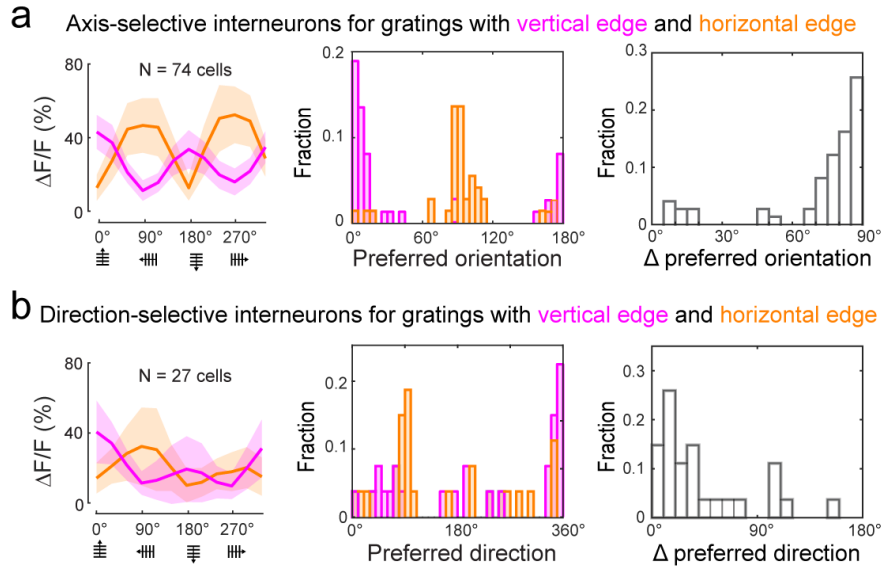 a Axis-selective interneurons for gratings with vertical edge and horizontal edge
N = 74 cells
ΔF/F (%)
80
40
0
0° 90° 180° 270°
Fraction
0.2
0.1
0
0° 60° 120° 180°
Preferred orientation
Fraction
0.3
0.2
0.1
0
0° 30° 60° 90°
Δ preferred orientation
b Direction-selective interneurons for gratings with vertical edge and horizontal edge
N = 27 cells
ΔF/F (%)
80
40
0
0° 90° 180° 270°
Fraction
0.2
0.1
0
0° 180° 360°
Preferred direction
Fraction
0.3
0.2
0.1
0
0° 90° 180°
Δ preferred direction